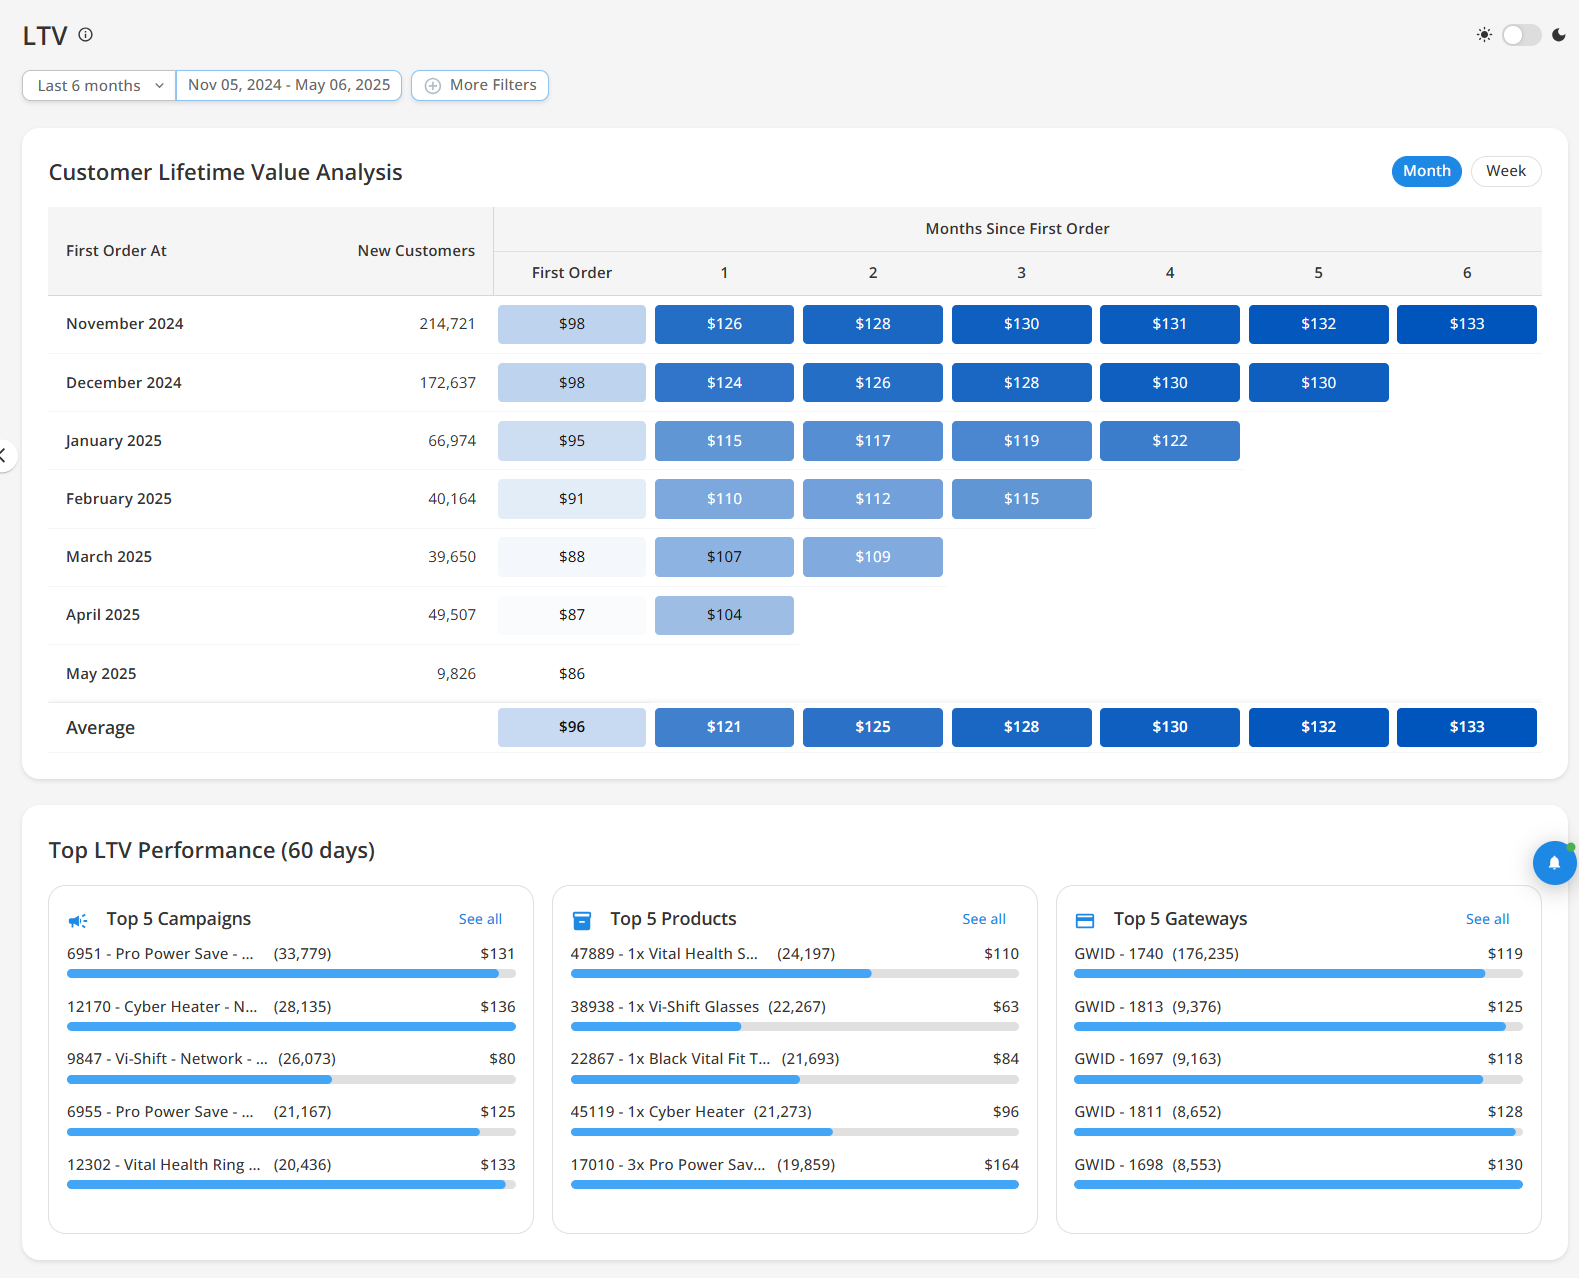 LTV
Last 6 months Nov 05, 2024 - May 06, 2025 More Filters
Customer Lifetime Value Analysis
Month Week
First Order At New Customers Months Since First Order
First Order 1 2 3 4 5 6
November 2024 214,721 $98 $126 $128 $130 $131 $132 $133
December 2024 172,637 $98 $124 $126 $128 $130 $130
January 2025 66,974 $95 $115 $117 $119 $122
February 2025 40,164 $91 $110 $112 $115
March 2025 39,650 $88 $107 $109
April 2025 49,507 $87 $104
May 2025 9,826 $86
Average $96 $121 $125 $128 $130 $132 $133
Top LTV Performance (60 days)
Top 5 Campaigns See all
6951 - Pro Power Save - ... (33,779) $131
12170 - Cyber Heater - N... (28,135) $136
9847 - Vi-Shift - Network - ... (26,073) $80
6955 - Pro Power Save - ... (21,167) $125
12302 - Vital Health Ring ... (20,436) $133
Top 5 Products See all
47889 - 1x Vital Health S... (24,197) $110
38938 - 1x Vi-Shift Glasses (22,267) $63
22867 - 1x Black Vital Fit T... (21,693) $84
45119 - 1x Cyber Heater (21,273) $96
17010 - 3x Pro Power Sav... (19,859) $164
Top 5 Gateways See all
GWID - 1740 (176,235) $119
GWID - 1813 (9,376) $125
GWID - 1697 (9,163) $118
GWID - 1811 (8,652) $128
GWID - 1698 (8,553) $130